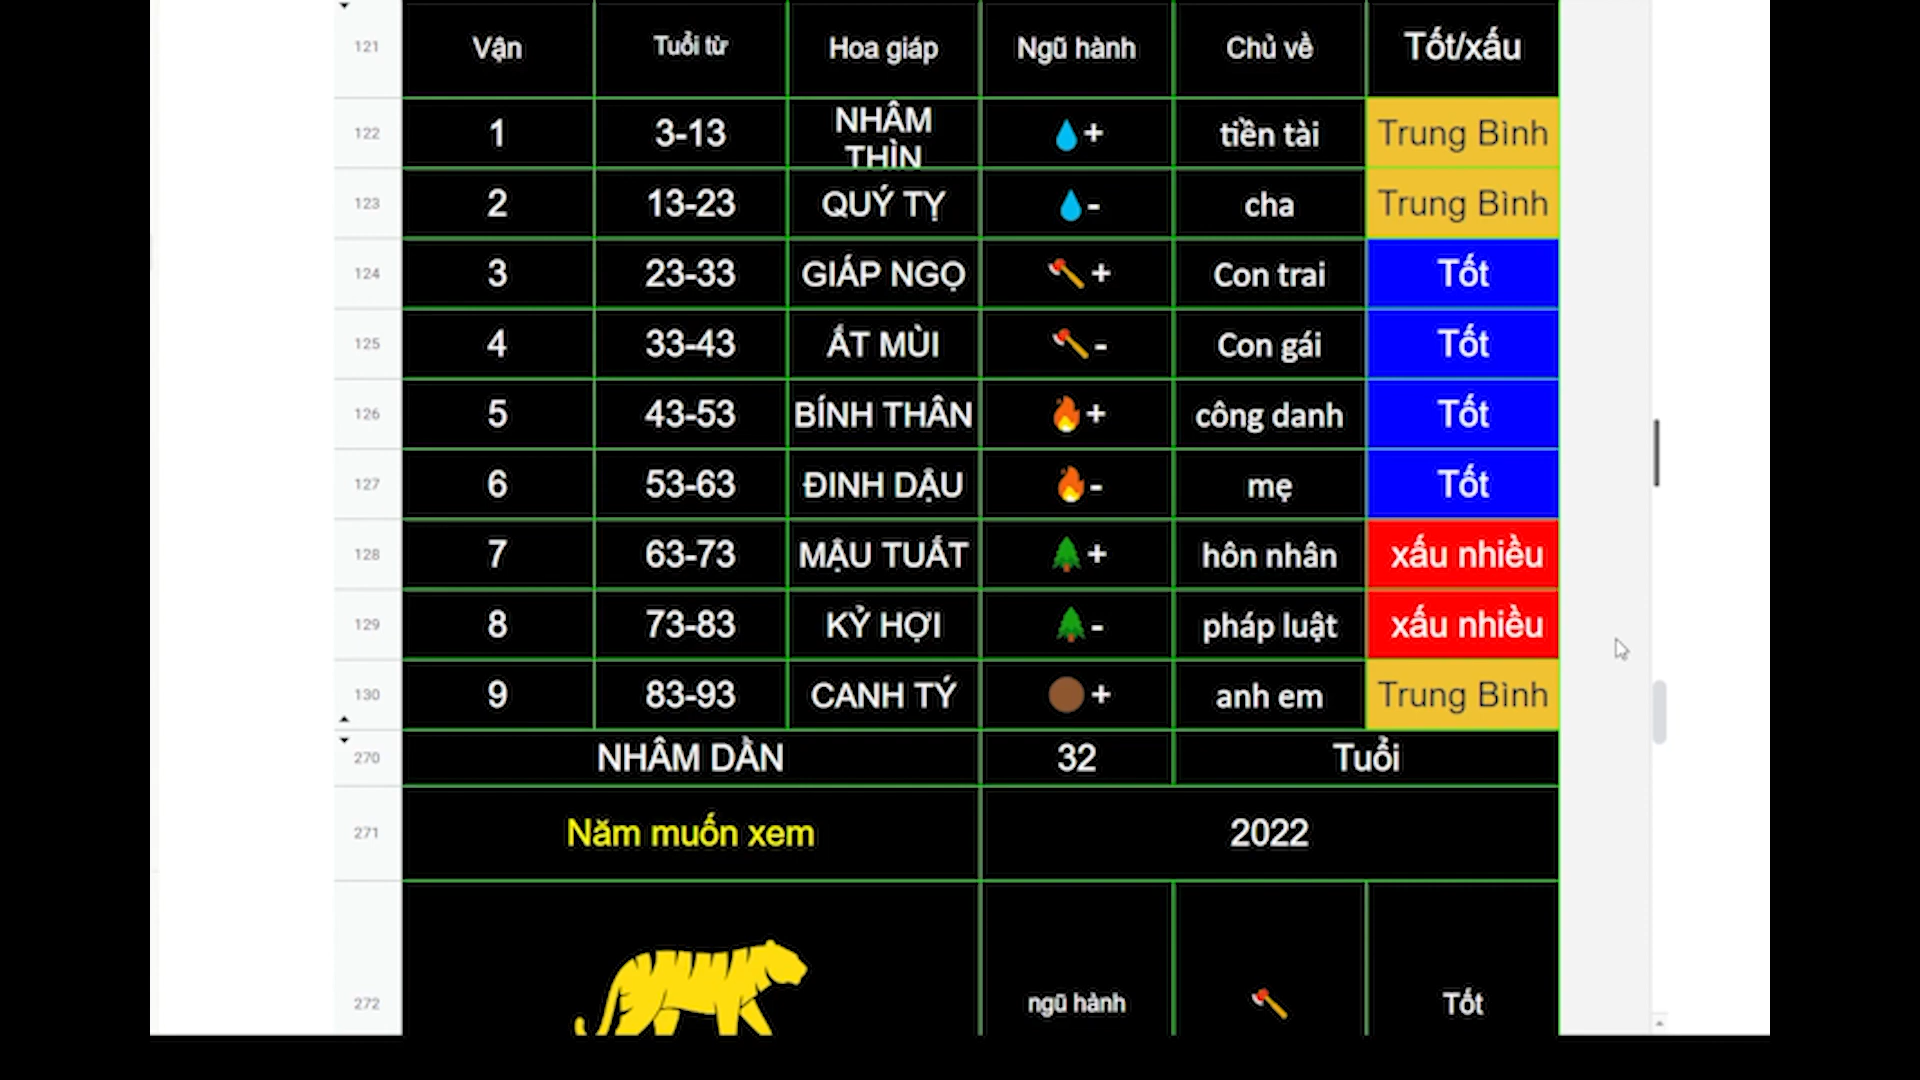 121 Vận Tuổi từ Hoa giáp Ngũ hành Chủ về Tốt/xấu
122 1 3-13 NHÂM THÌN + tiền tài Trung Bình
123 2 13-23 QUÝ TỴ - cha Trung Bình
124 3 23-33 GIÁP NGỌ + Con trai Tốt
125 4 33-43 ẤT MÙI - Con gái Tốt
126 5 43-53 BÍNH THÂN + công danh Tốt
127 6 53-63 ĐINH DẬU - mẹ Tốt
128 7 63-73 MẬU TUẤT + hôn nhân xấu nhiều
129 8 73-83 KỶ HỢI - pháp luật xấu nhiều
130 9 83-93 CANH TÝ + anh em Trung Bình
270 NHÂM DẦN 32 Tuổi
271 Năm muốn xem 2022
272 ngũ hành Tốt